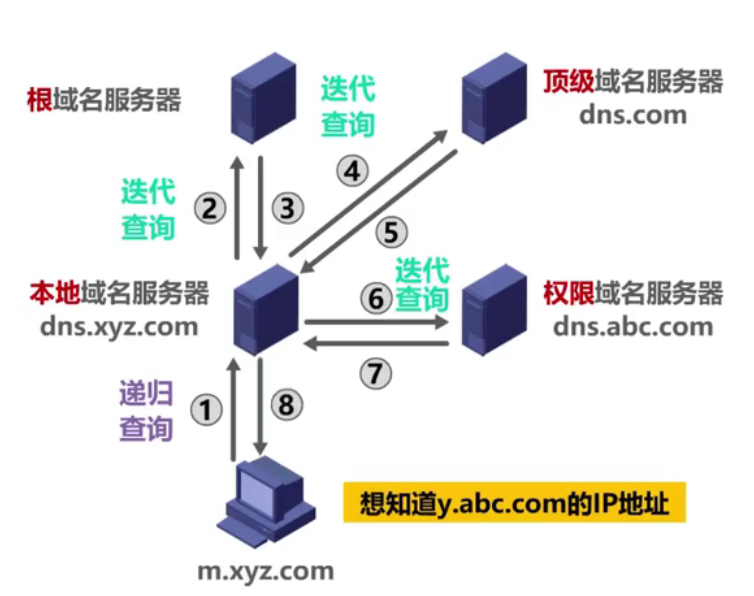 根域名服务器
迭代
查询
顶级域名服务器
dns.com
④
迭代
查询
②
③
⑤
本地域名服务器
dns.xyz.com
迭代
查询
⑥
权限域名服务器
dns.abc.com
⑦
递归
查询
①
⑧
想知道y.abc.com的IP地址
m.xyz.com